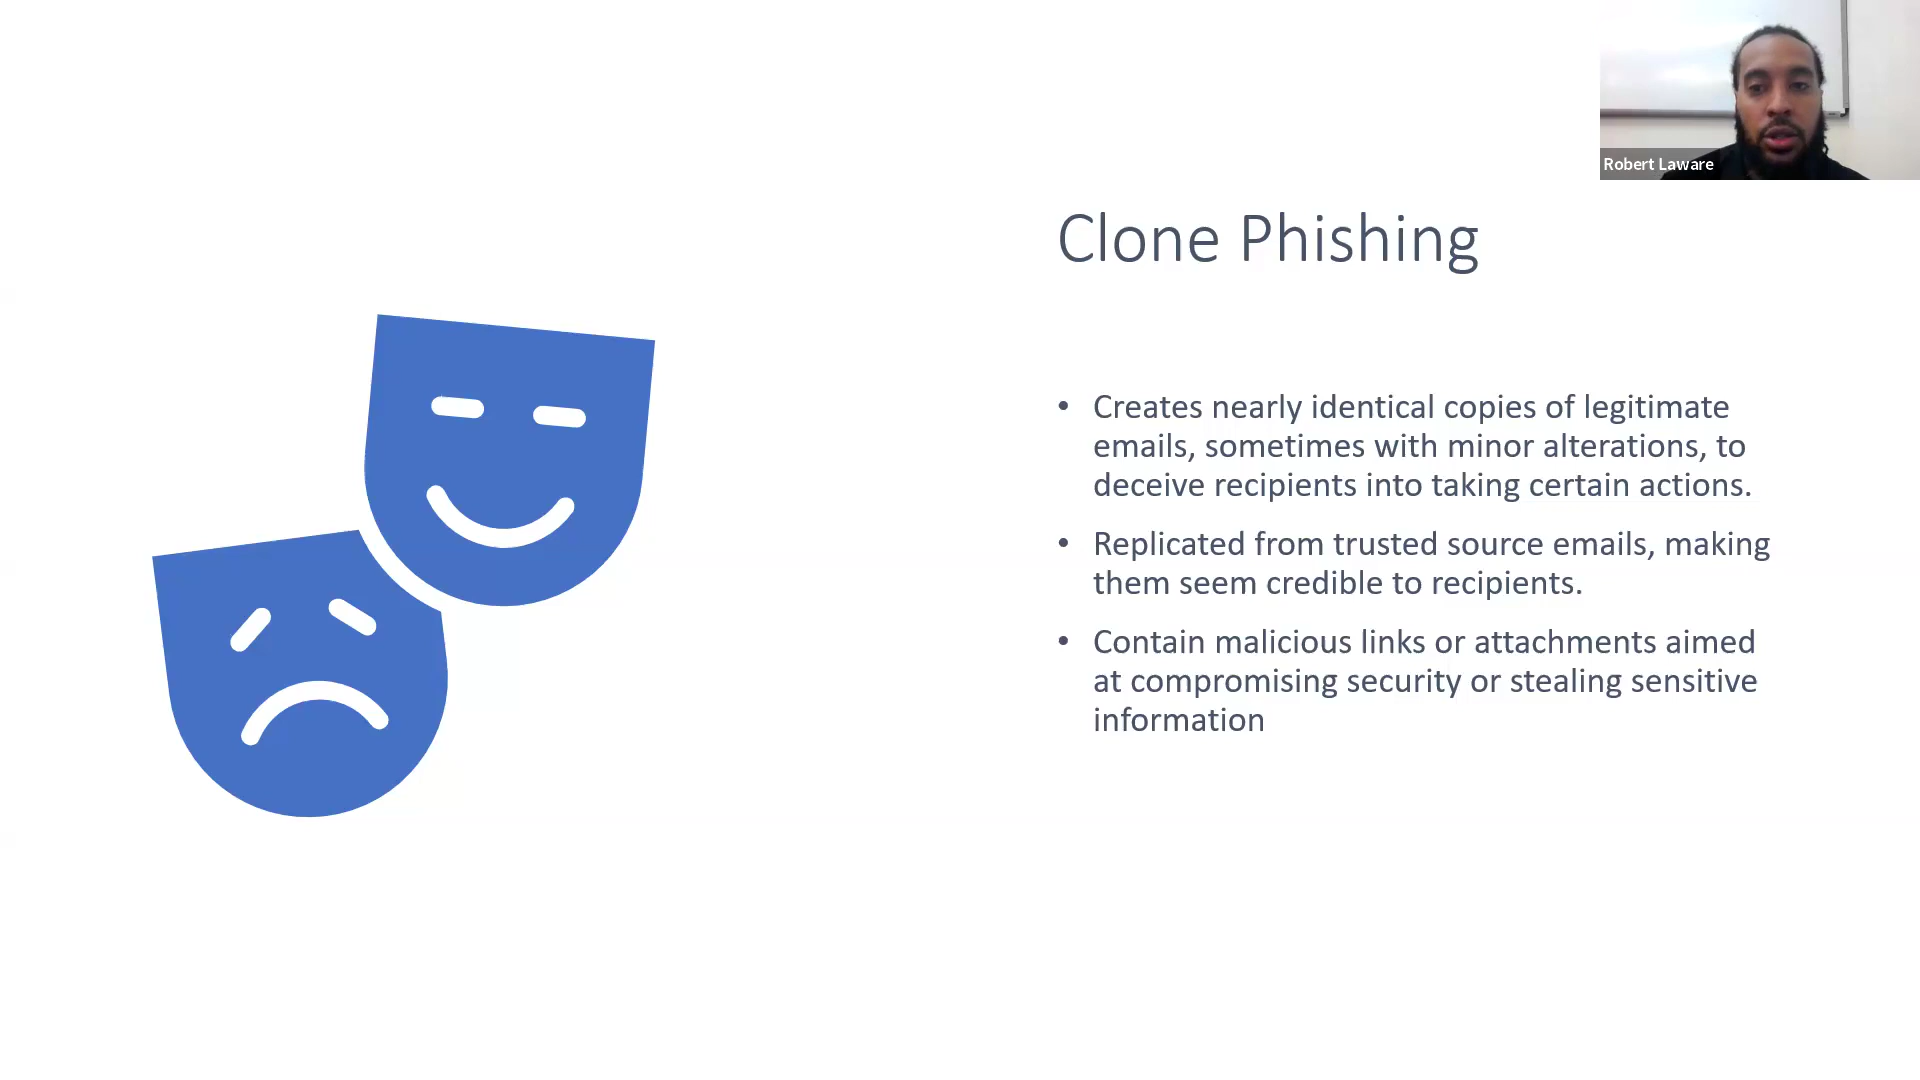 Robert Laware
Clone Phishing
• Creates nearly identical copies of legitimate
emails, sometimes with minor alterations, to
deceive recipients into taking certain actions.
• Replicated from trusted source emails, making
them seem credible to recipients.
• Contain malicious links or attachments aimed
at compromising security or stealing sensitive
information